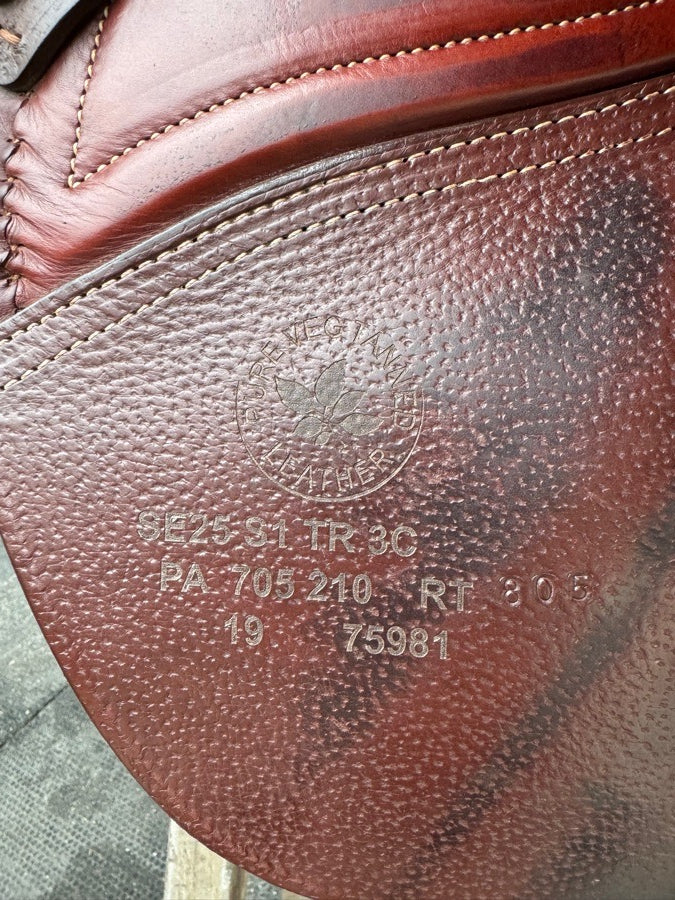 PURE VEG TANNED
LEATHER
SE25 S1 TR 3C
PA 705 210 RT 805
19 75981